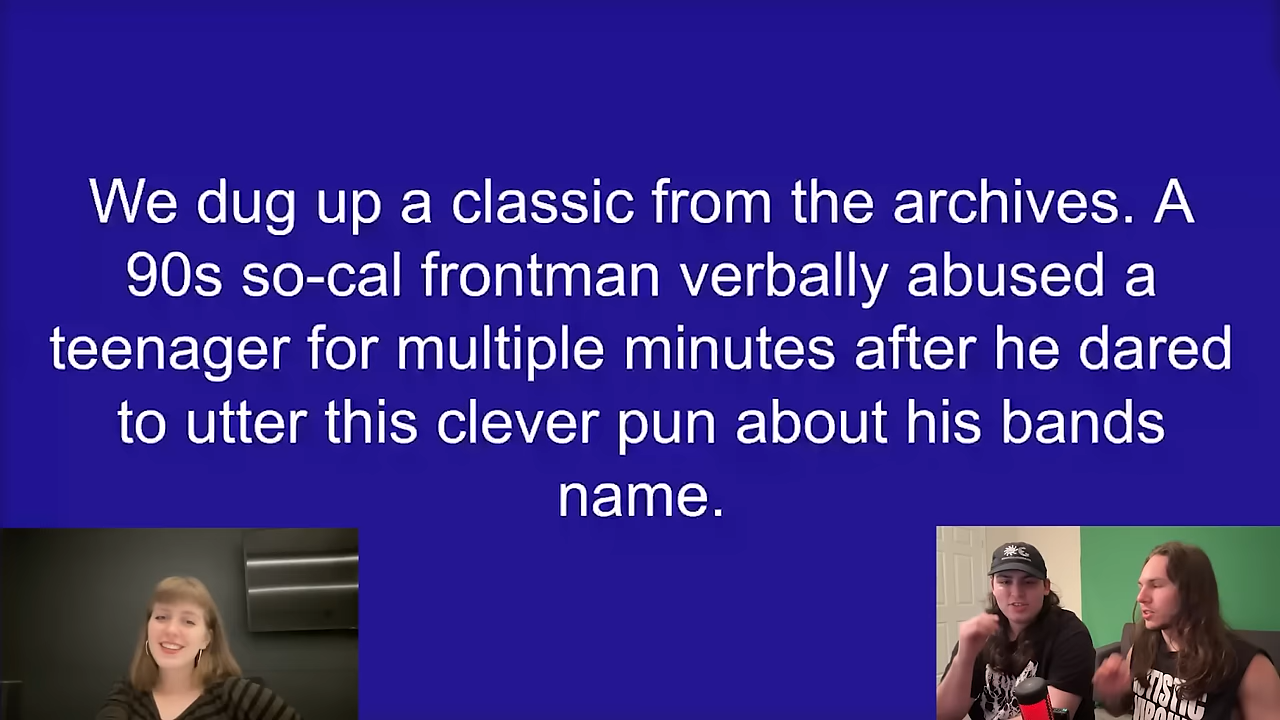 We dug up a classic from the archives. A
90s so-cal frontman verbally abused a
teenager for multiple minutes after he dared
to utter this clever pun about his bands
name.